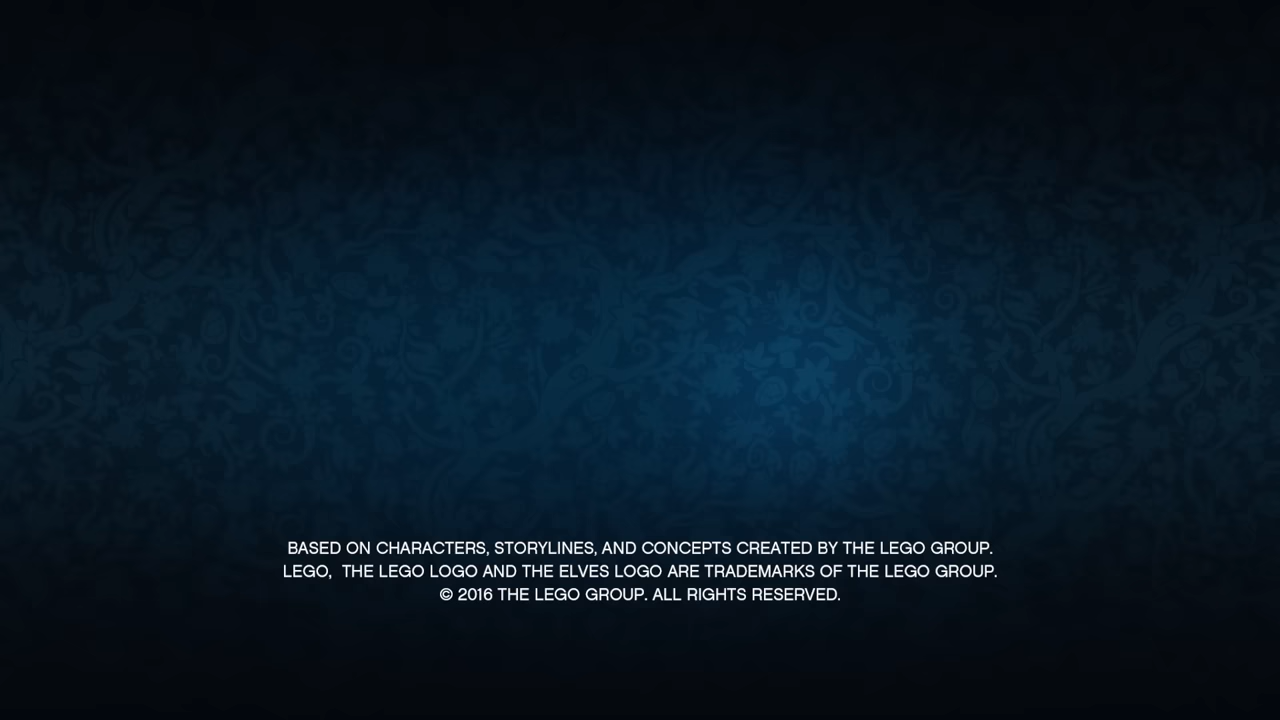 BASED ON CHARACTERS, STORYLINES, AND CONCEPTS CREATED BY THE LEGO GROUP.
LEGO,  THE LEGO LOGO AND THE ELVES LOGO ARE TRADEMARKS OF THE LEGO GROUP.
© 2016 THE LEGO GROUP. ALL RIGHTS RESERVED.